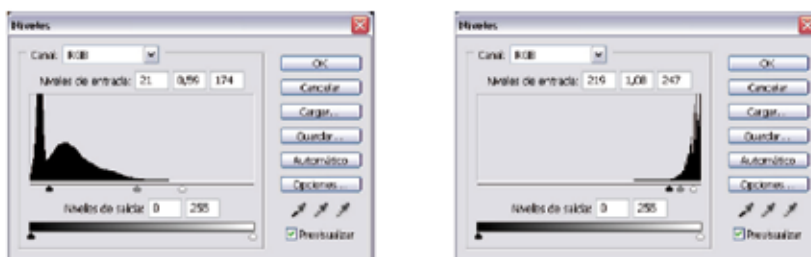 Niveles
Canal: RGB
OK
Niveles de entrada: 21 0,59 174
Cancelar
Cargar...
Guardar...
Automático
Opciones...
Niveles de salida: 0 255
Previsualizar
Niveles
Canal: RGB
OK
Niveles de entrada: 219 1,08 247
Cancelar
Cargar...
Guardar...
Automático
Opciones...
Niveles de salida: 0 255
Previsualizar